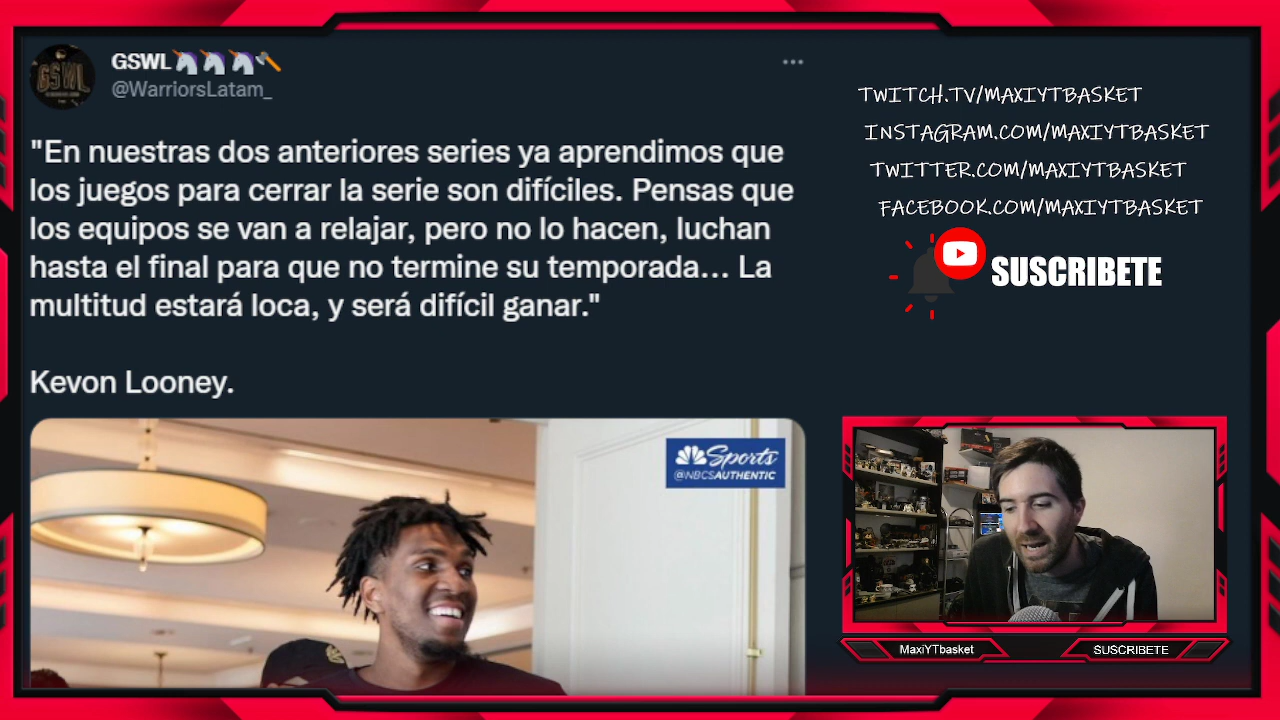 GSWL
@WarriorsLatam_
"En nuestras dos anteriores series ya aprendimos que
los juegos para cerrar la serie son difíciles. Pensas que
los equipos se van a relajar, pero no lo hacen, luchan
hasta el final para que no termine su temporada... La
multitud estará loca, y será difícil ganar."
Kevon Looney.
Sports
@NBCSAUTHENTIC
TWITCH.TV/MAXIYTBASKET
INSTAGRAM.COM/MAXIYTBASKET
TWITTER.COM/MAXIYTBASKET
FACEBOOK.COM/MAXIYTBASKET
SUSCRIBETE
MaxiYTbasket
SUSCRIBETE